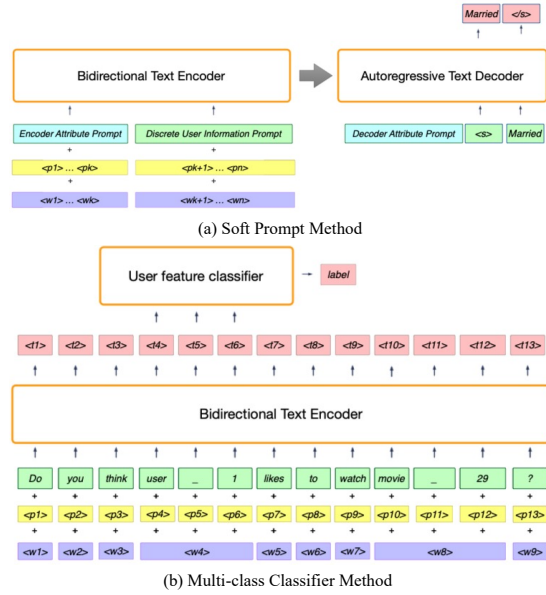 Married </s>
Bidirectional Text Encoder
Autoregressive Text Decoder
Encoder Attribute Prompt Discrete User Information Prompt
Decoder Attribute Prompt <s> Married
+ +
<p1> ... <pk> <pk+1> ... <pn>
+ +
<w1> ... <wk> <wk+1> ... <wn>
(a) Soft Prompt Method
User feature classifier
label
<t1> <t2> <t3> <t4> <t5> <t6> <t7> <t8> <t9> <t10> <t11> <t12> <t13>
Bidirectional Text Encoder
Do you think user _ 1 likes to watch movie _ 29 ?
+ + + + + + + + + + + + +
<p1> <p2> <p3> <p4> <p5> <p6> <p7> <p8> <p9> <p10> <p11> <p12> <p13>
+ + + + + + + + + + + + +
<w1> <w2> <w3> <w4> <w5> <w6> <w7> <w8> <w9>
(b) Multi-class Classifier Method